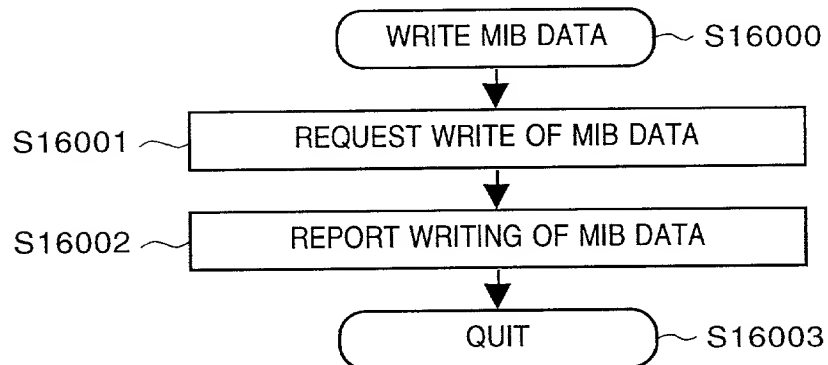 WRITE MIB DATA S16000
S16001 REQUEST WRITE OF MIB DATA
S16002 REPORT WRITING OF MIB DATA
QUIT S16003